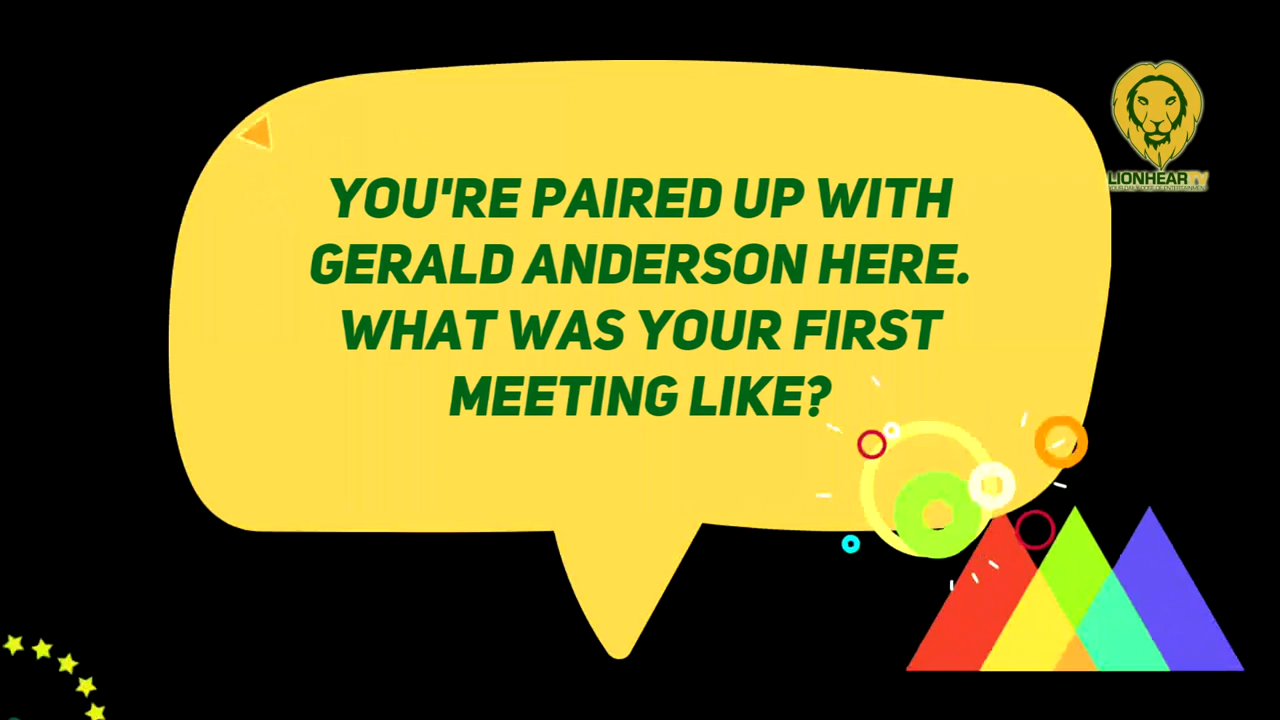 YOU'RE PAIRED UP WITH
GERALD ANDERSON HERE.
WHAT WAS YOUR FIRST
MEETING LIKE?
LIONHEARTV